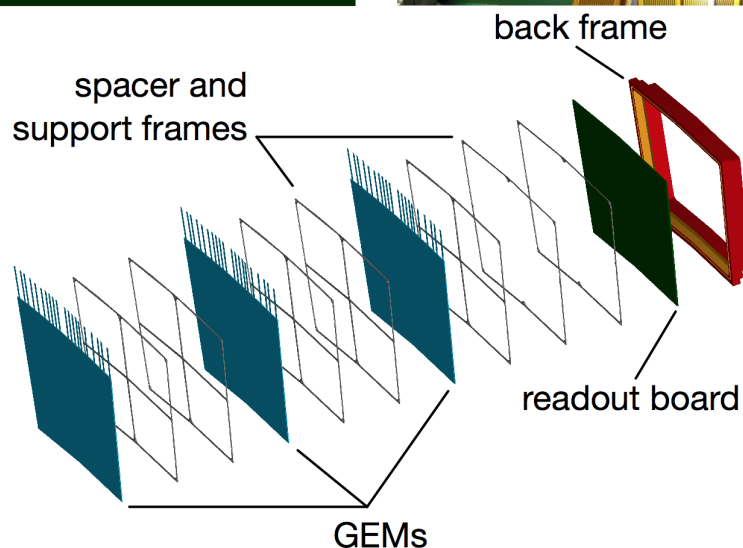 back frame
spacer and
support frames
readout board
GEMs